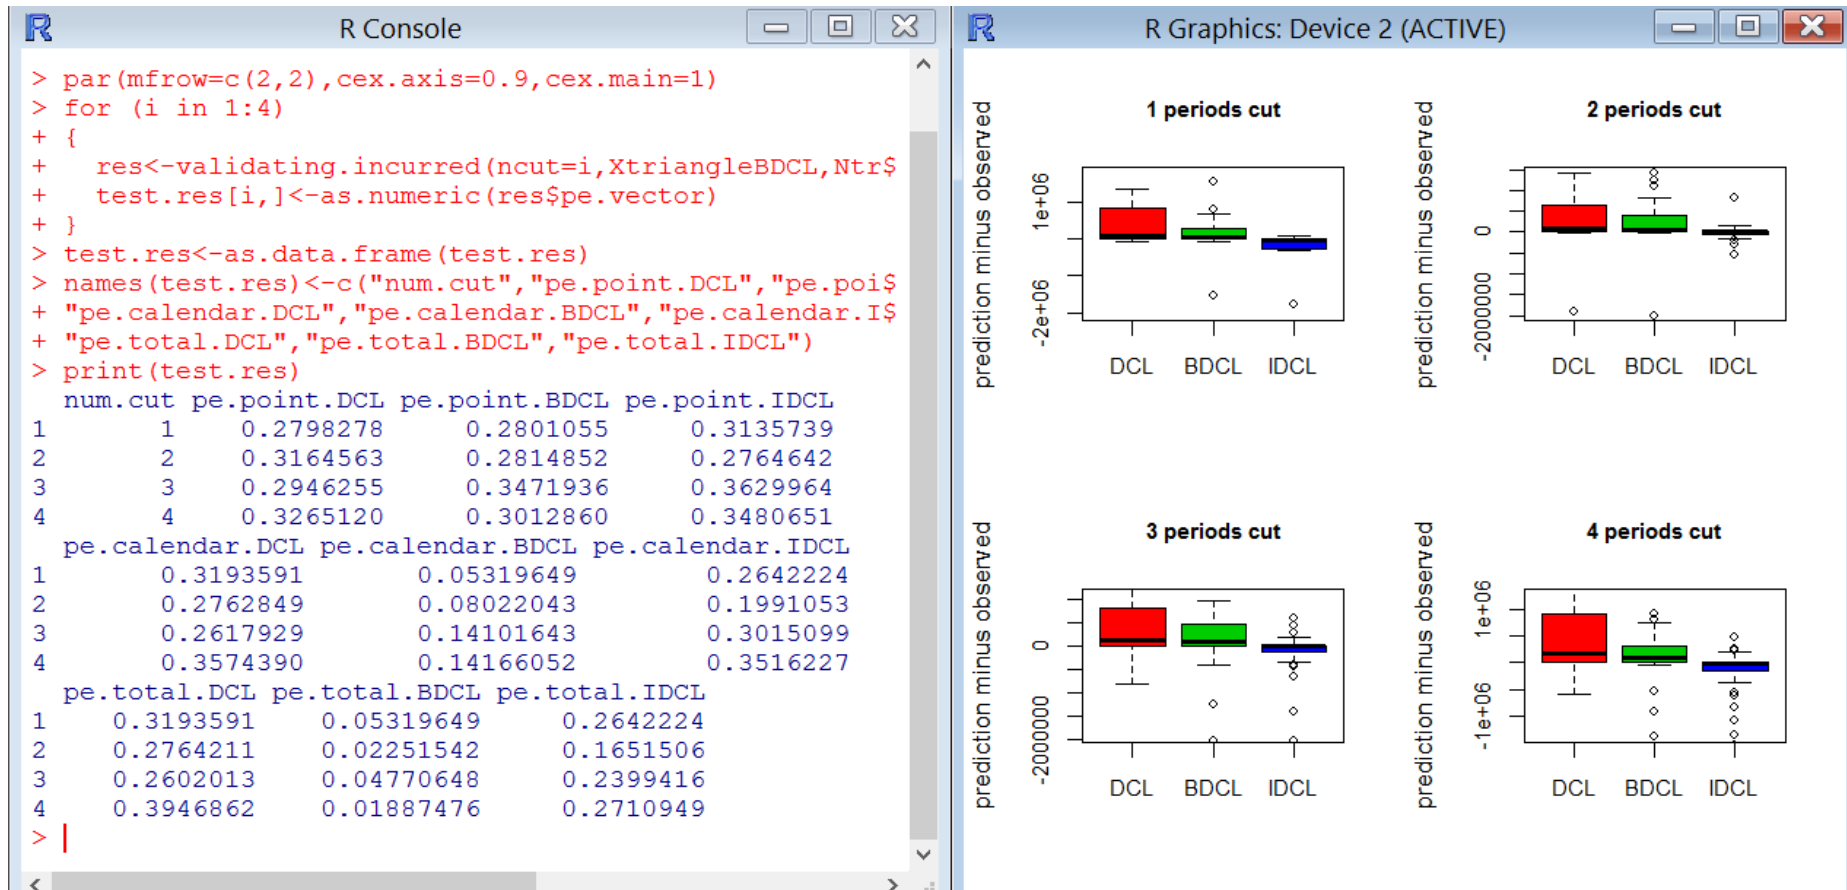 R Console
> par(mfrow=c(2,2),cex.axis=0.9,cex.main=1)
> for (i in 1:4)
+ {
+   res<-validating.incurred(ncut=i,XtriangleBDCL,Ntr$
+   test.res[i,]<-as.numeric(res$pe.vector)
+ }
> test.res<-as.data.frame(test.res)
> names(test.res)<-c("num.cut","pe.point.DCL","pe.poi$
+ "pe.calendar.DCL","pe.calendar.BDCL","pe.calendar.I$
+ "pe.total.DCL","pe.total.BDCL","pe.total.IDCL")
> print(test.res)
  num.cut pe.point.DCL pe.point.BDCL pe.point.IDCL
1       1    0.2798278     0.2801055     0.3135739
2       2    0.3164563     0.2814852     0.2764642
3       3    0.2946255     0.3471936     0.3629964
4       4    0.3265120     0.3012860     0.3480651
  pe.calendar.DCL pe.calendar.BDCL pe.calendar.IDCL
1       0.3193591       0.05319649        0.2642224
2       0.2762849       0.08022043        0.1991053
3       0.2617929       0.14101643        0.3015099
4       0.3574390       0.14166052        0.3516227
  pe.total.DCL pe.total.BDCL pe.total.IDCL
1    0.3193591    0.05319649     0.2642224
2    0.2764211    0.02251542     0.1651506
3    0.2602013    0.04770648     0.2399416
4    0.3946862    0.01887476     0.2710949
>
R Graphics: Device 2 (ACTIVE)
1 periods cut
prediction minus observed
1e+06
-2e+06
DCL BDCL IDCL
2 periods cut
prediction minus observed
0
-2000000
DCL BDCL IDCL
3 periods cut
prediction minus observed
0
-2000000
DCL BDCL IDCL
4 periods cut
prediction minus observed
1e+06
-1e+06
DCL BDCL IDCL